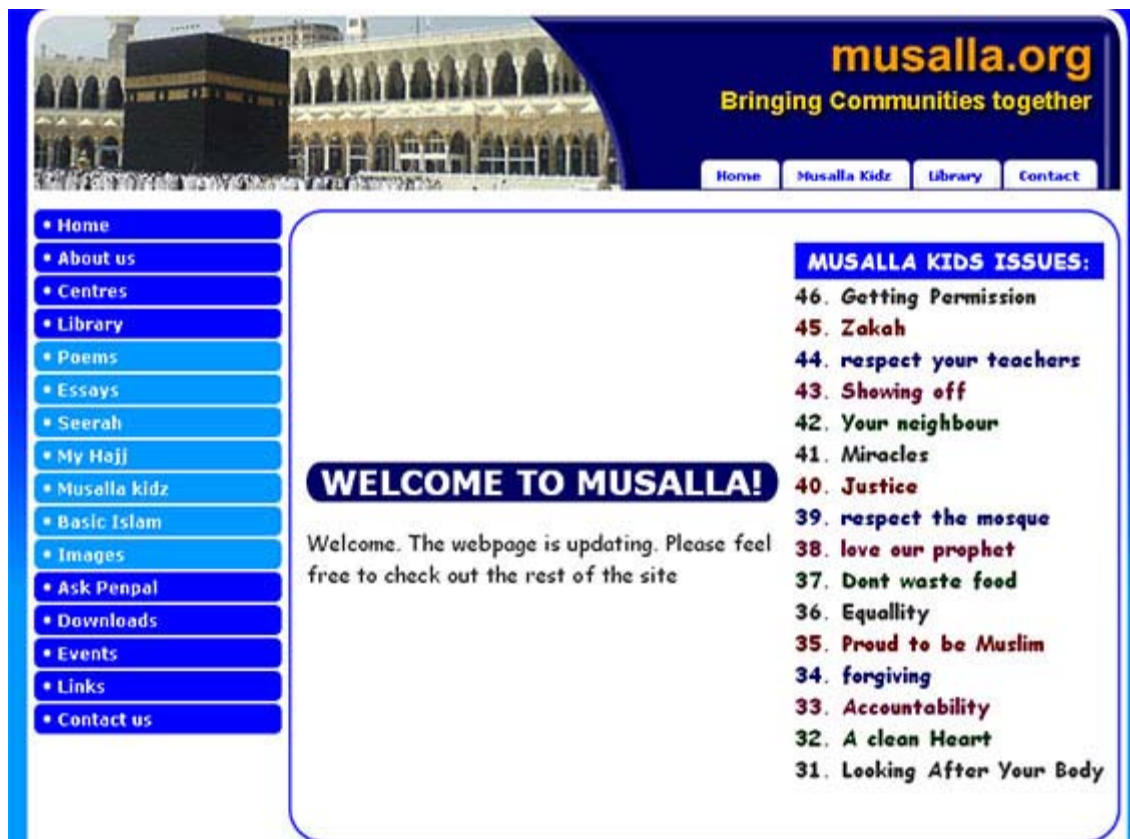 musalla.org
Bringing Communities together
Home Musalla Kidz Library Contact
• Home
• About us
• Centres
• Library
• Poems
• Essays
• Seerah
• My Hajj
• Musalla kidz
• Basic Islam
• Images
• Ask Penpal
• Downloads
• Events
• Links
• Contact us
WELCOME TO MUSALLA!
Welcome. The webpage is updating. Please feel
free to check out the rest of the site
MUSALLA KIDS ISSUES:
46. Getting Permission
45. Zakah
44. respect your teachers
43. Showing off
42. Your neighbour
41. Miracles
40. Justice
39. respect the mosque
38. love our prophet
37. Dont waste food
36. Equallity
35. Proud to be Muslim
34. forgiving
33. Accountability
32. A clean Heart
31. Looking After Your Body